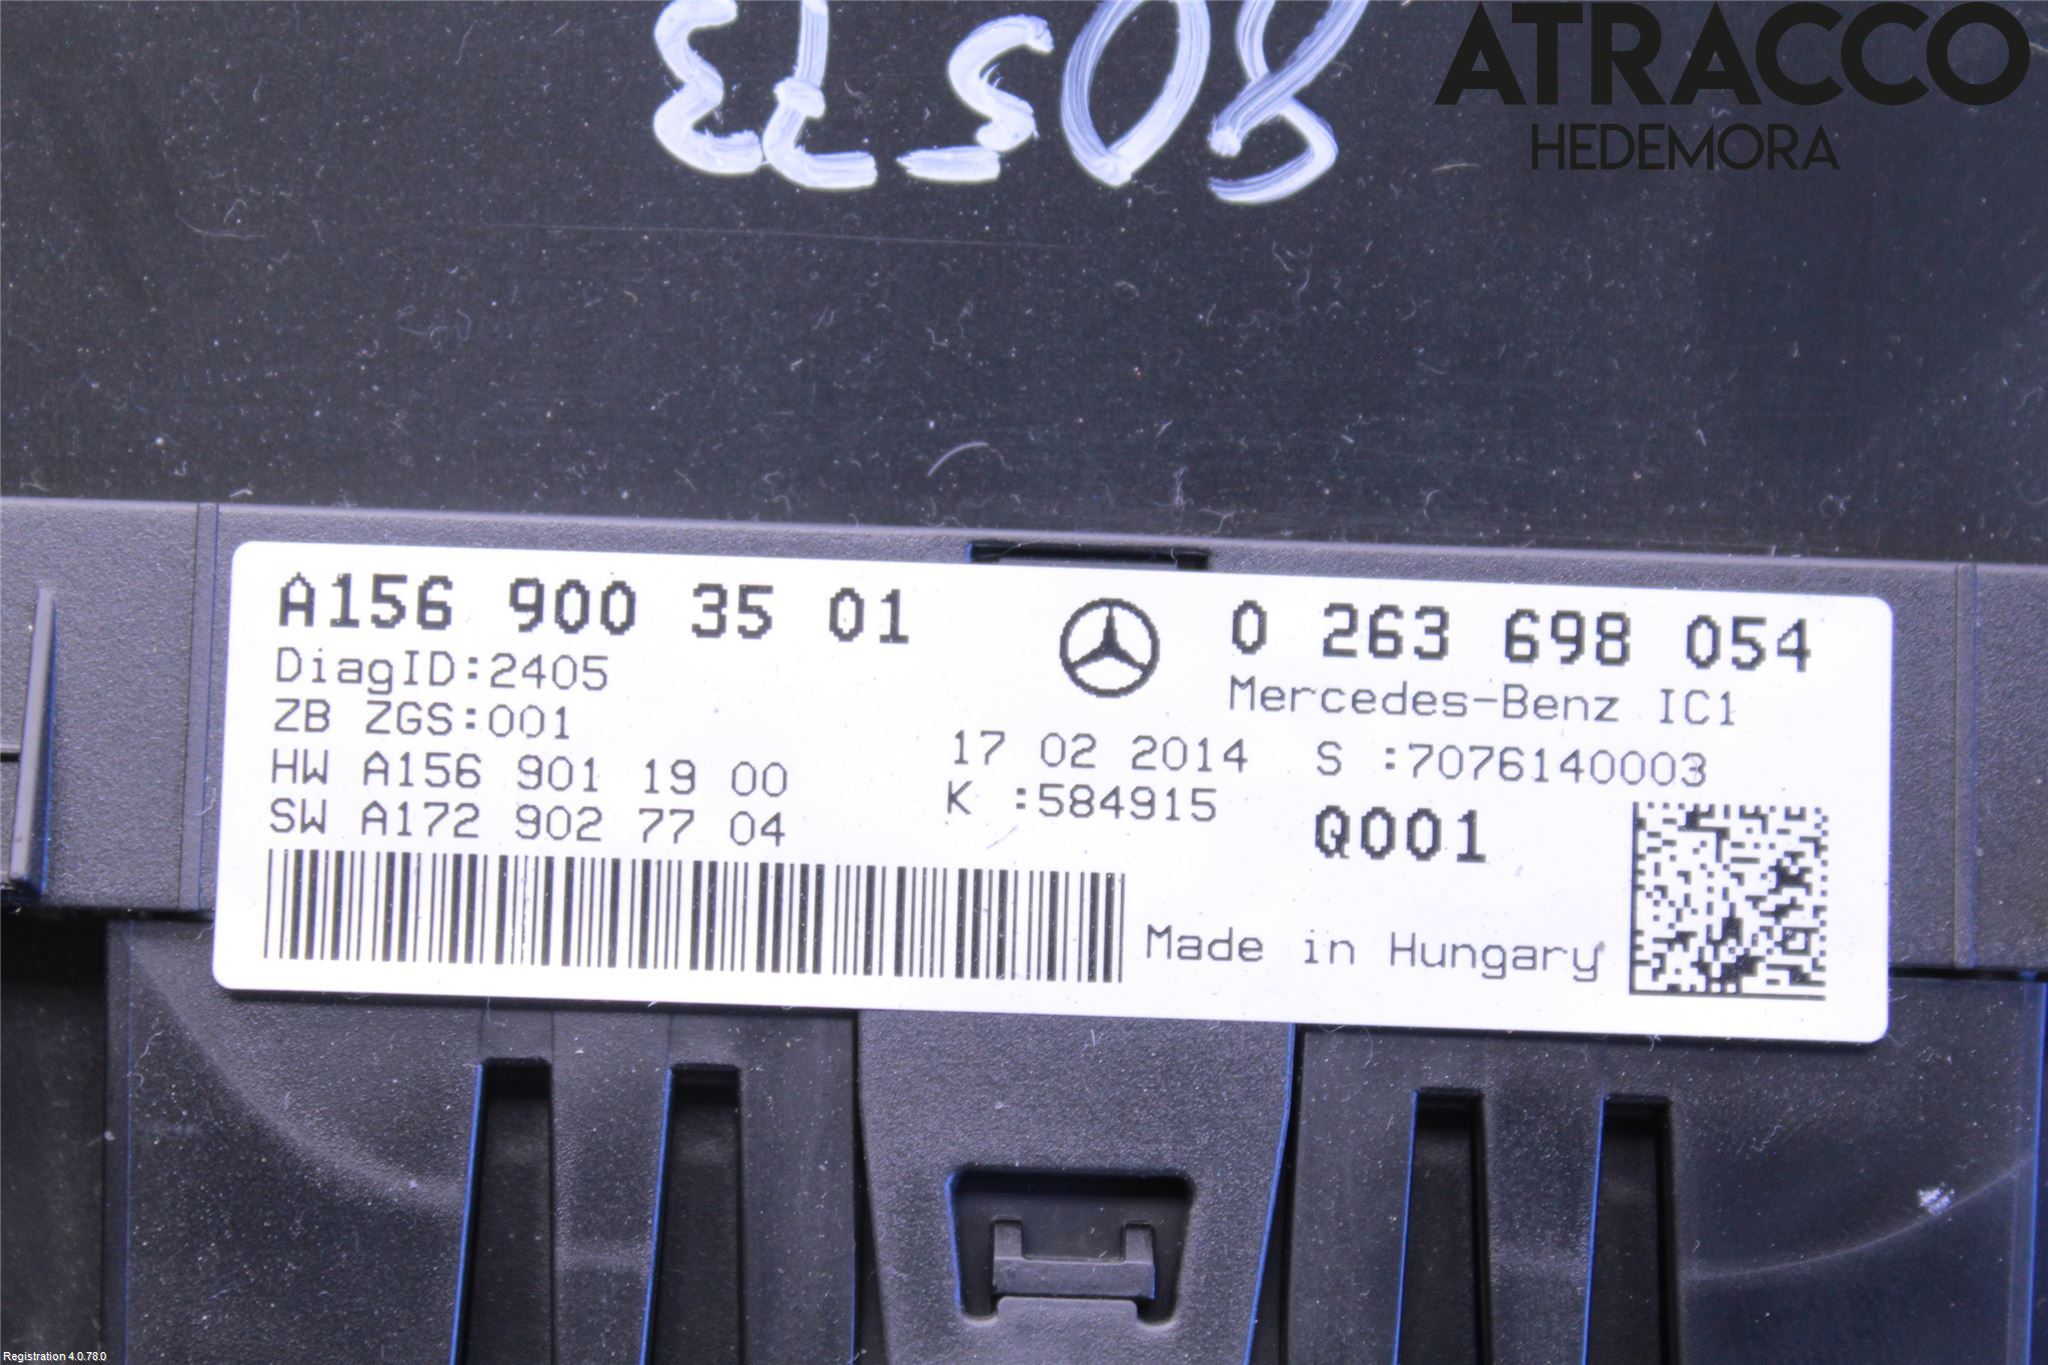 ATRACCO
HEDEMORA
A156 900 35 01
DiagID:2405
ZB ZGS:001
HW A156 901 19 00
SW A172 902 77 04
17 02 2014
K :584915
0 263 698 054
Mercedes-Benz IC1
S :7076140003
Q001
Made in Hungary
Registration 4.0.78.0